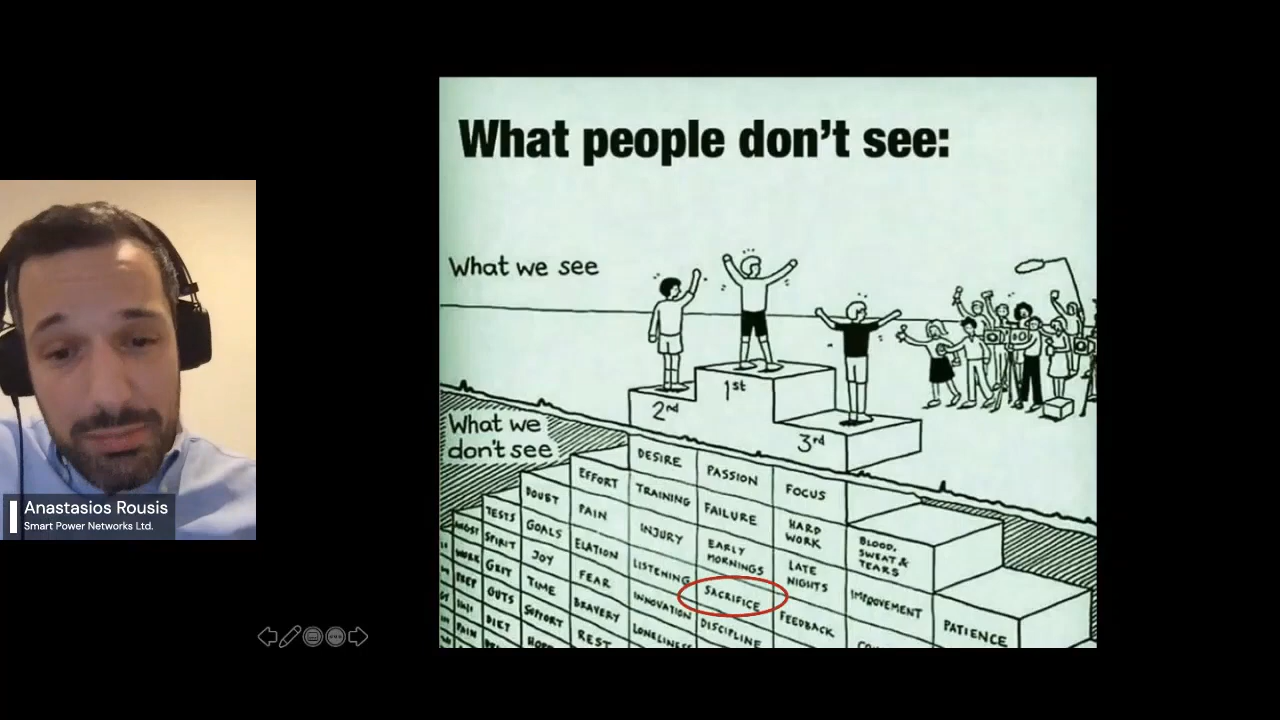 What people don't see:
What we see
1st
2nd
3rd
What we
don't see
DESIRE
PASSION
FOCUS
EFFORT
TRAINING
FAILURE
HARD
WORK
BLOOD,
SWEAT &
TEARS
DOUBT
PAIN
INJURY
EARLY
MORNINGS
LATE
NIGHTS
IMPROVEMENT
PATIENCE
TESTS
GOALS
ELATION
LISTENING
SACRIFICE
FEEDBACK
ANGST
SPIRIT
JOY
FEAR
INNOVATION
DISCIPLINE
WORK
GRIT
TIME
BRAVERY
LONELINESS
GUTS
SUPPORT
REST
PAIN
DIET
Anastasios Rousis
Smart Power Networks Ltd.